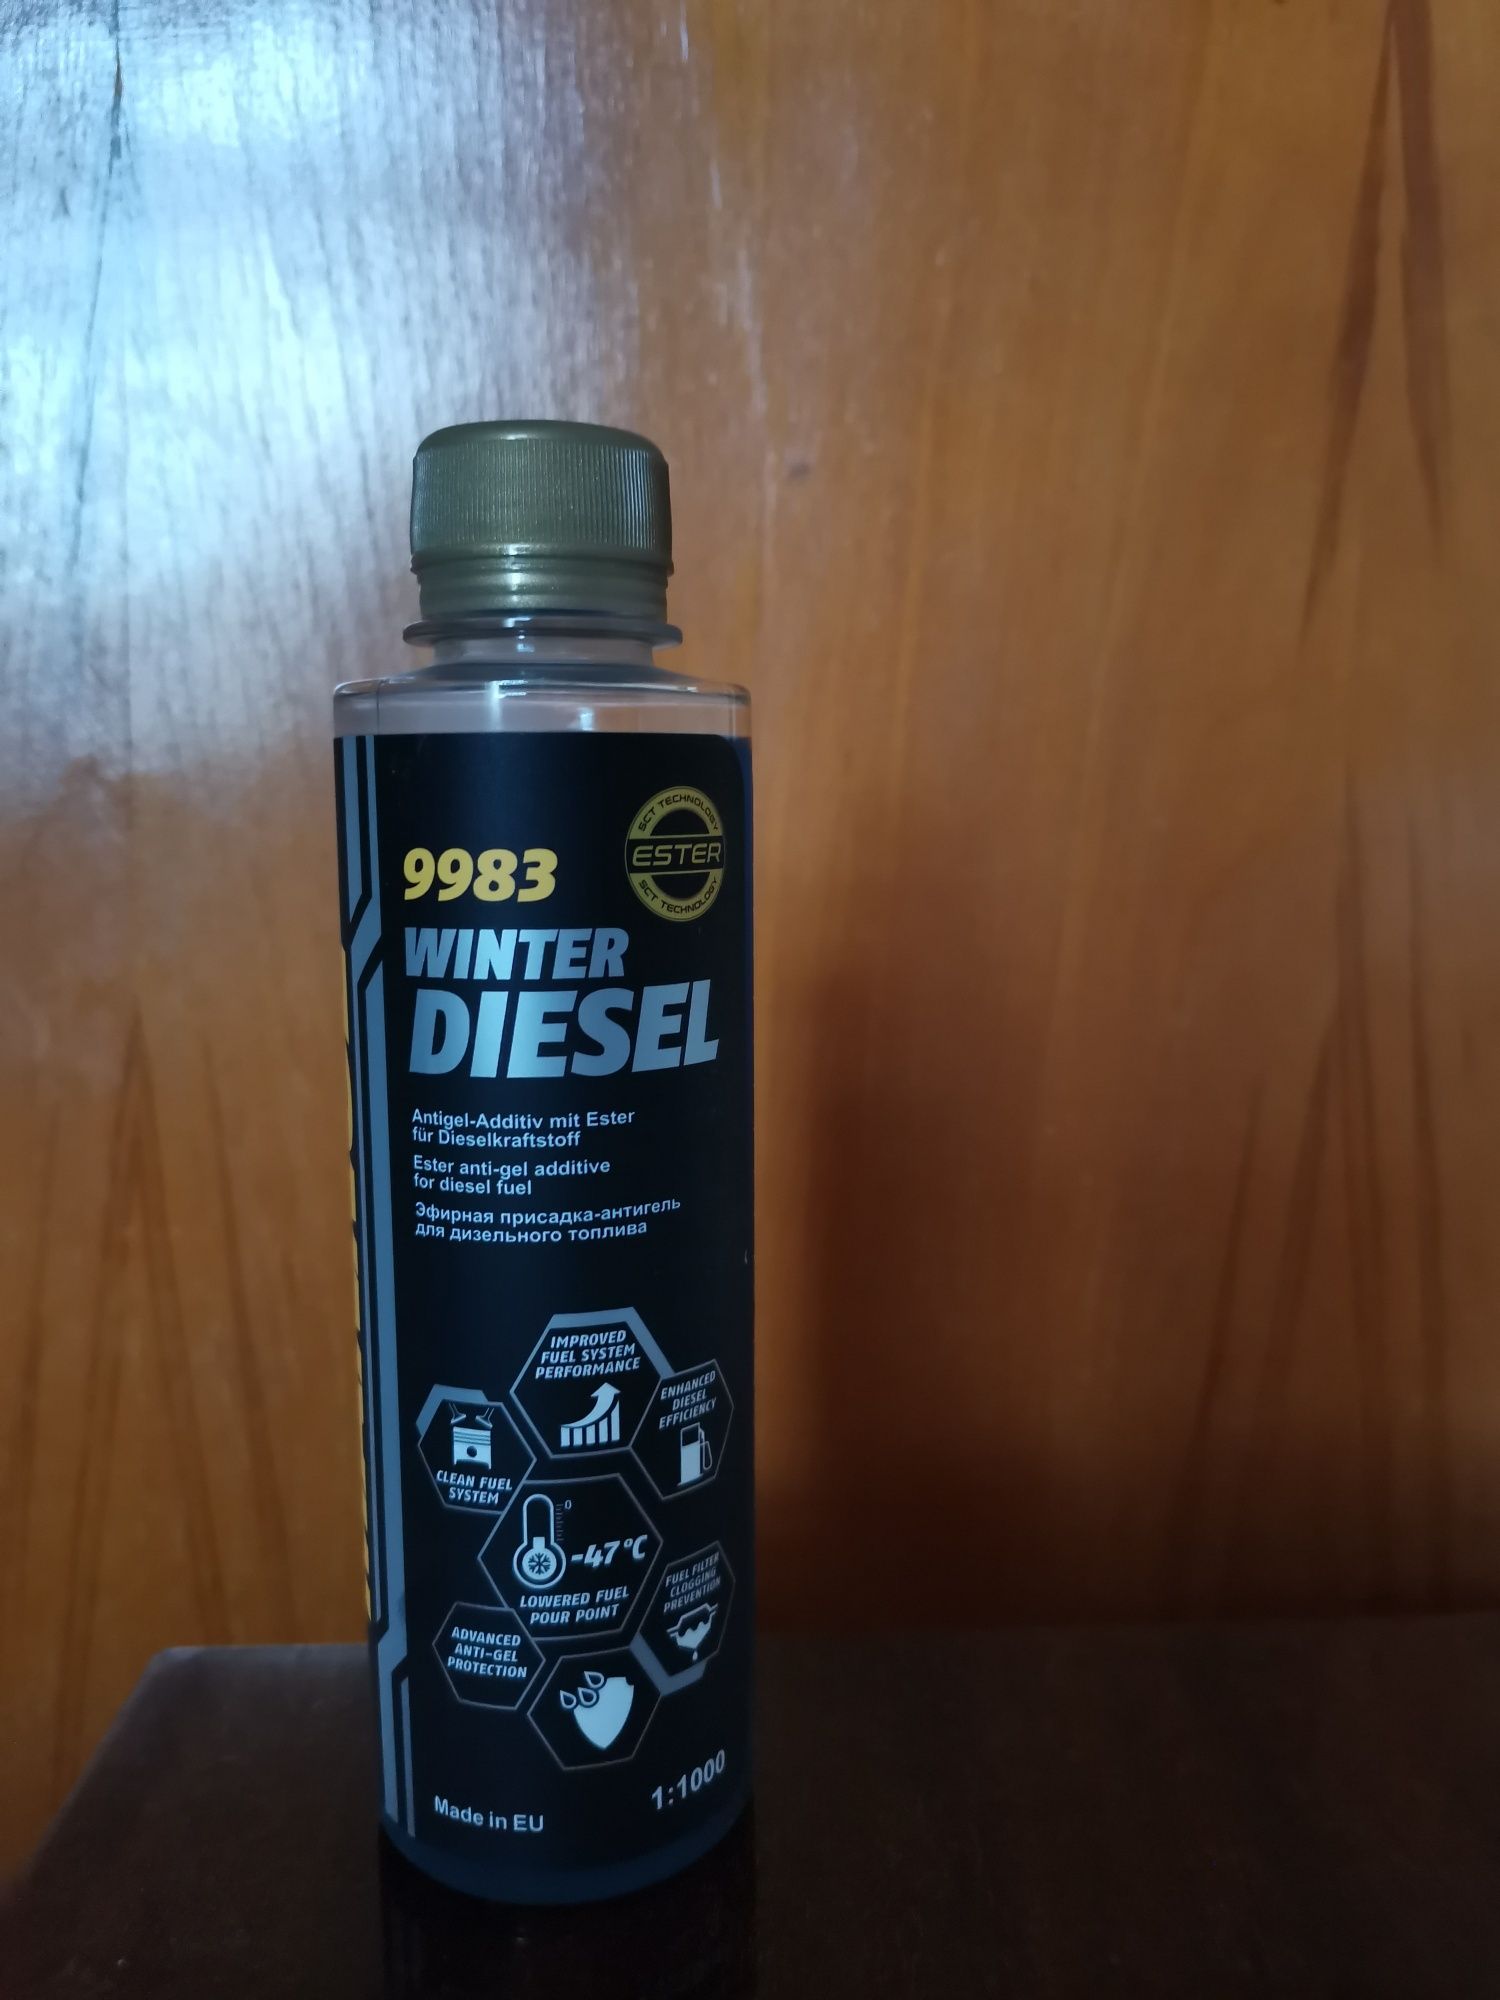 SCT TECHNOLOGY
ESTER
SCT TECHNOLOGY
9983
WINTER
DIESEL
Antigel-Additiv mit Ester
für Dieselkraftstoff
Ester anti-gel additive
for diesel fuel
Эфирная присадка-антигель
для дизельного топлива
IMPROVED
FUEL SYSTEM
PERFORMANCE
ENHANCED
DIESEL
EFFICIENCY
CLEAN FUEL
SYSTEM
0
-47°C
LOWERED FUEL
POUR POINT
FUEL FILTER
CLOGGING
PREVENTION
ADVANCED
ANTI-GEL
PROTECTION
1:1000
Made in EU